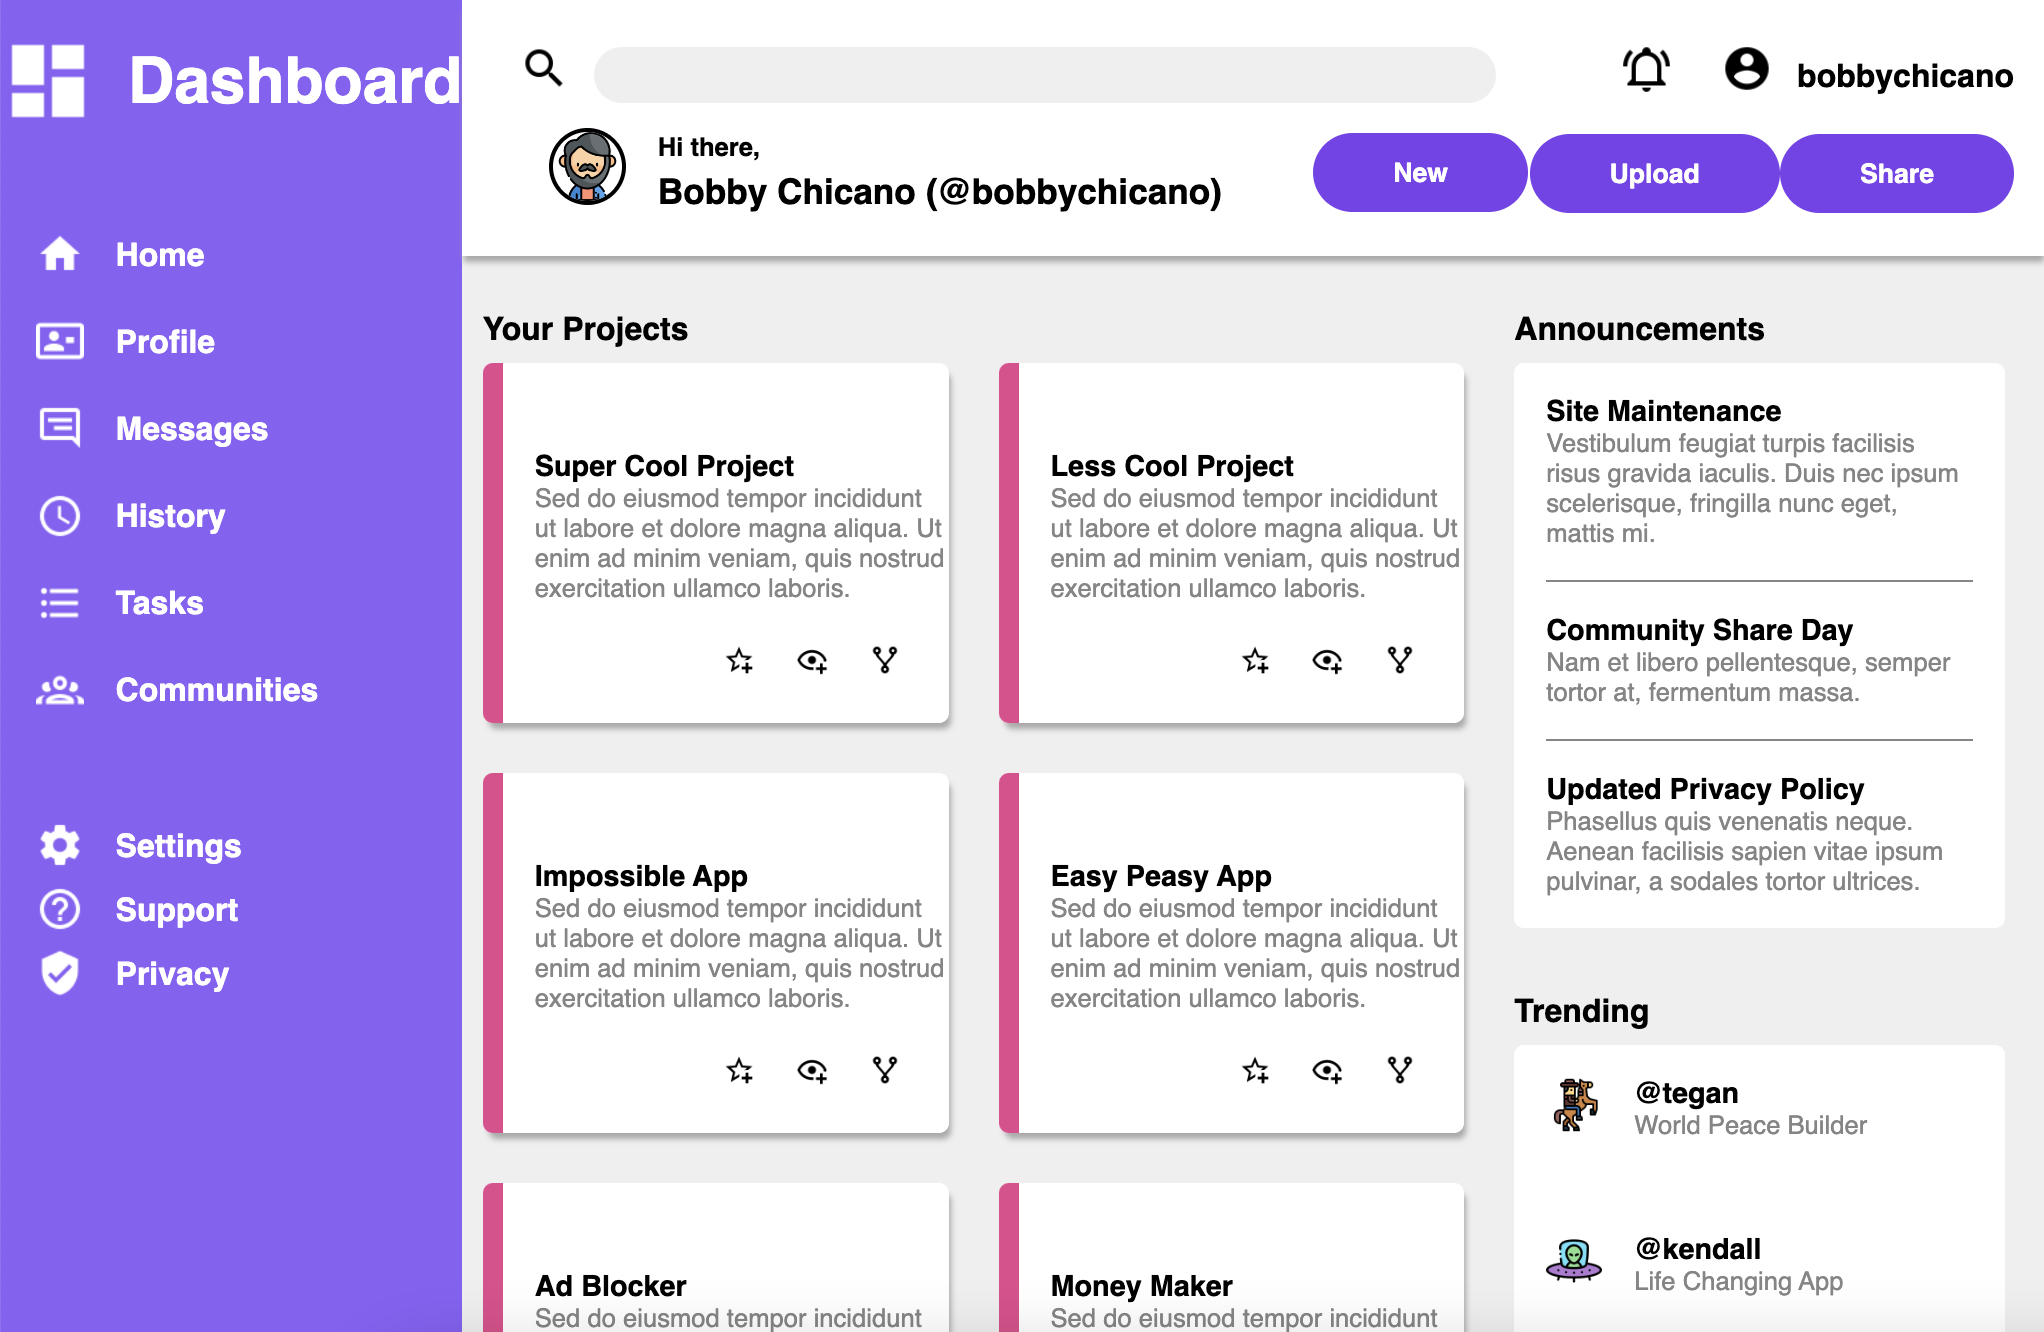 Dashboard
Home
Profile
Messages
History
Tasks
Communities
Settings
Support
Privacy
bobbychicano
Hi there,
Bobby Chicano (@bobbychicano)
New
Upload
Share
Your Projects
Super Cool Project
Sed do eiusmod tempor incididunt
ut labore et dolore magna aliqua. Ut
enim ad minim veniam, quis nostrud
exercitation ullamco laboris.
Less Cool Project
Sed do eiusmod tempor incididunt
ut labore et dolore magna aliqua. Ut
enim ad minim veniam, quis nostrud
exercitation ullamco laboris.
Impossible App
Sed do eiusmod tempor incididunt
ut labore et dolore magna aliqua. Ut
enim ad minim veniam, quis nostrud
exercitation ullamco laboris.
Easy Peasy App
Sed do eiusmod tempor incididunt
ut labore et dolore magna aliqua. Ut
enim ad minim veniam, quis nostrud
exercitation ullamco laboris.
Ad Blocker
Sed do eiusmod tempor incididunt
Money Maker
Sed do eiusmod tempor incididunt
Announcements
Site Maintenance
Vestibulum feugiat turpis facilisis
risus gravida iaculis. Duis nec ipsum
scelerisque, fringilla nunc eget,
mattis mi.
Community Share Day
Nam et libero pellentesque, semper
tortor at, fermentum massa.
Updated Privacy Policy
Phasellus quis venenatis neque.
Aenean facilisis sapien vitae ipsum
pulvinar, a sodales tortor ultrices.
Trending
@tegan
World Peace Builder
@kendall
Life Changing App